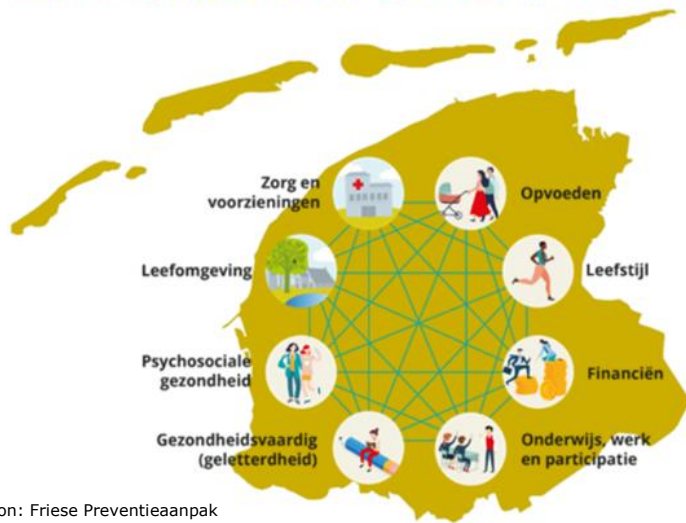 Zorg en
voorzieningen
Opvoeden
Leefomgeving
Leefstijl
Psychosociale
gezondheid
Financiën
Gezondheidsvaardig
(geletterdheid)
Onderwijs, werk
en participatie
on: Friese Preventieaanpak